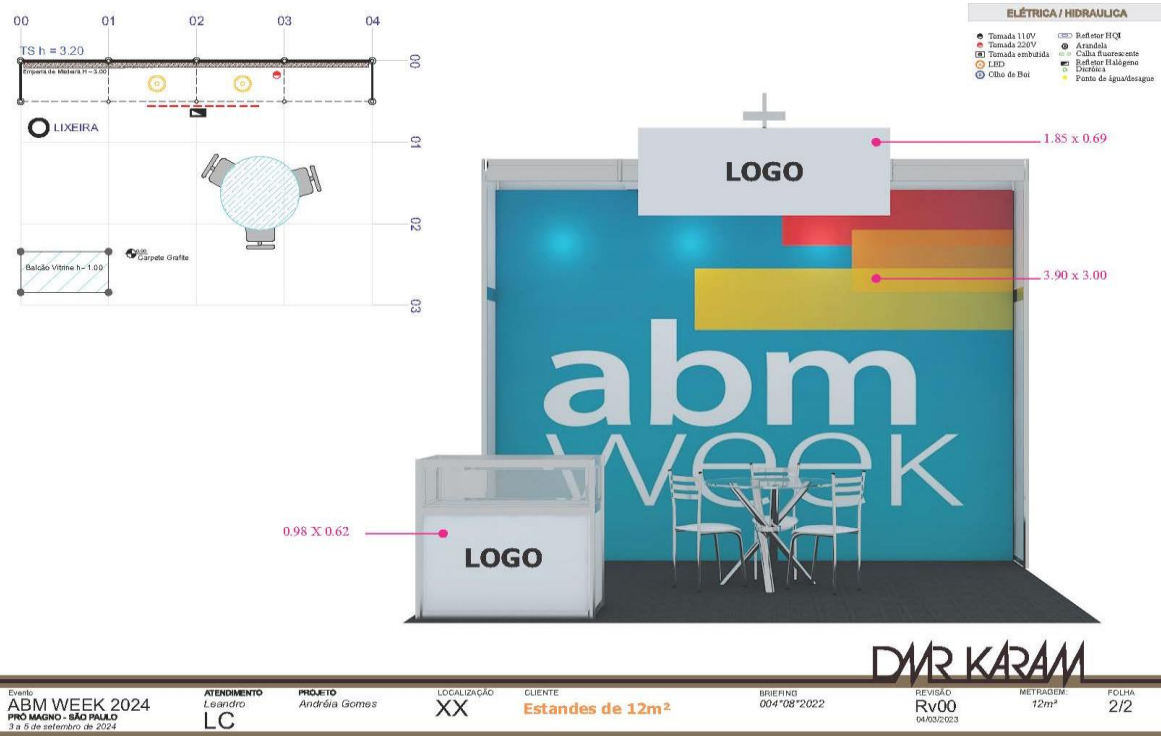 00 01 02 03 04
TS h = 3.20
Empena de Madeira H = 3.00
00
LIXEIRA
01
02
Carpete Grafite
Balcão Vitrine h= 1.00
03
ELÉTRICA / HIDRAULICA
Tomada 110V
Tomada 220V
Tomada embutida
LED
Olho de Boi
Refletor HQI
Arandela
Calha fluorescente
Refletor Halógeno
Dicróica
Ponto de água/desague
1.85 x 0.69
LOGO
3.90 x 3.00
abm
week
0.98 X 0.62
LOGO
DMR KARAM
Evento
ABM WEEK 2024
PRÓ MAGNO - SÃO PAULO
3 a 5 de setembro de 2024
ATENDIMENTO
Leandro
LC
PROJETO
Andréia Gomes
LOCALIZAÇÃO
XX
CLIENTE
Estandes de 12m²
BRIEFING
004"08"2022
REVISÃO
Rv00
04/03/2023
METRAGEM:
12m²
FOLHA
2/2